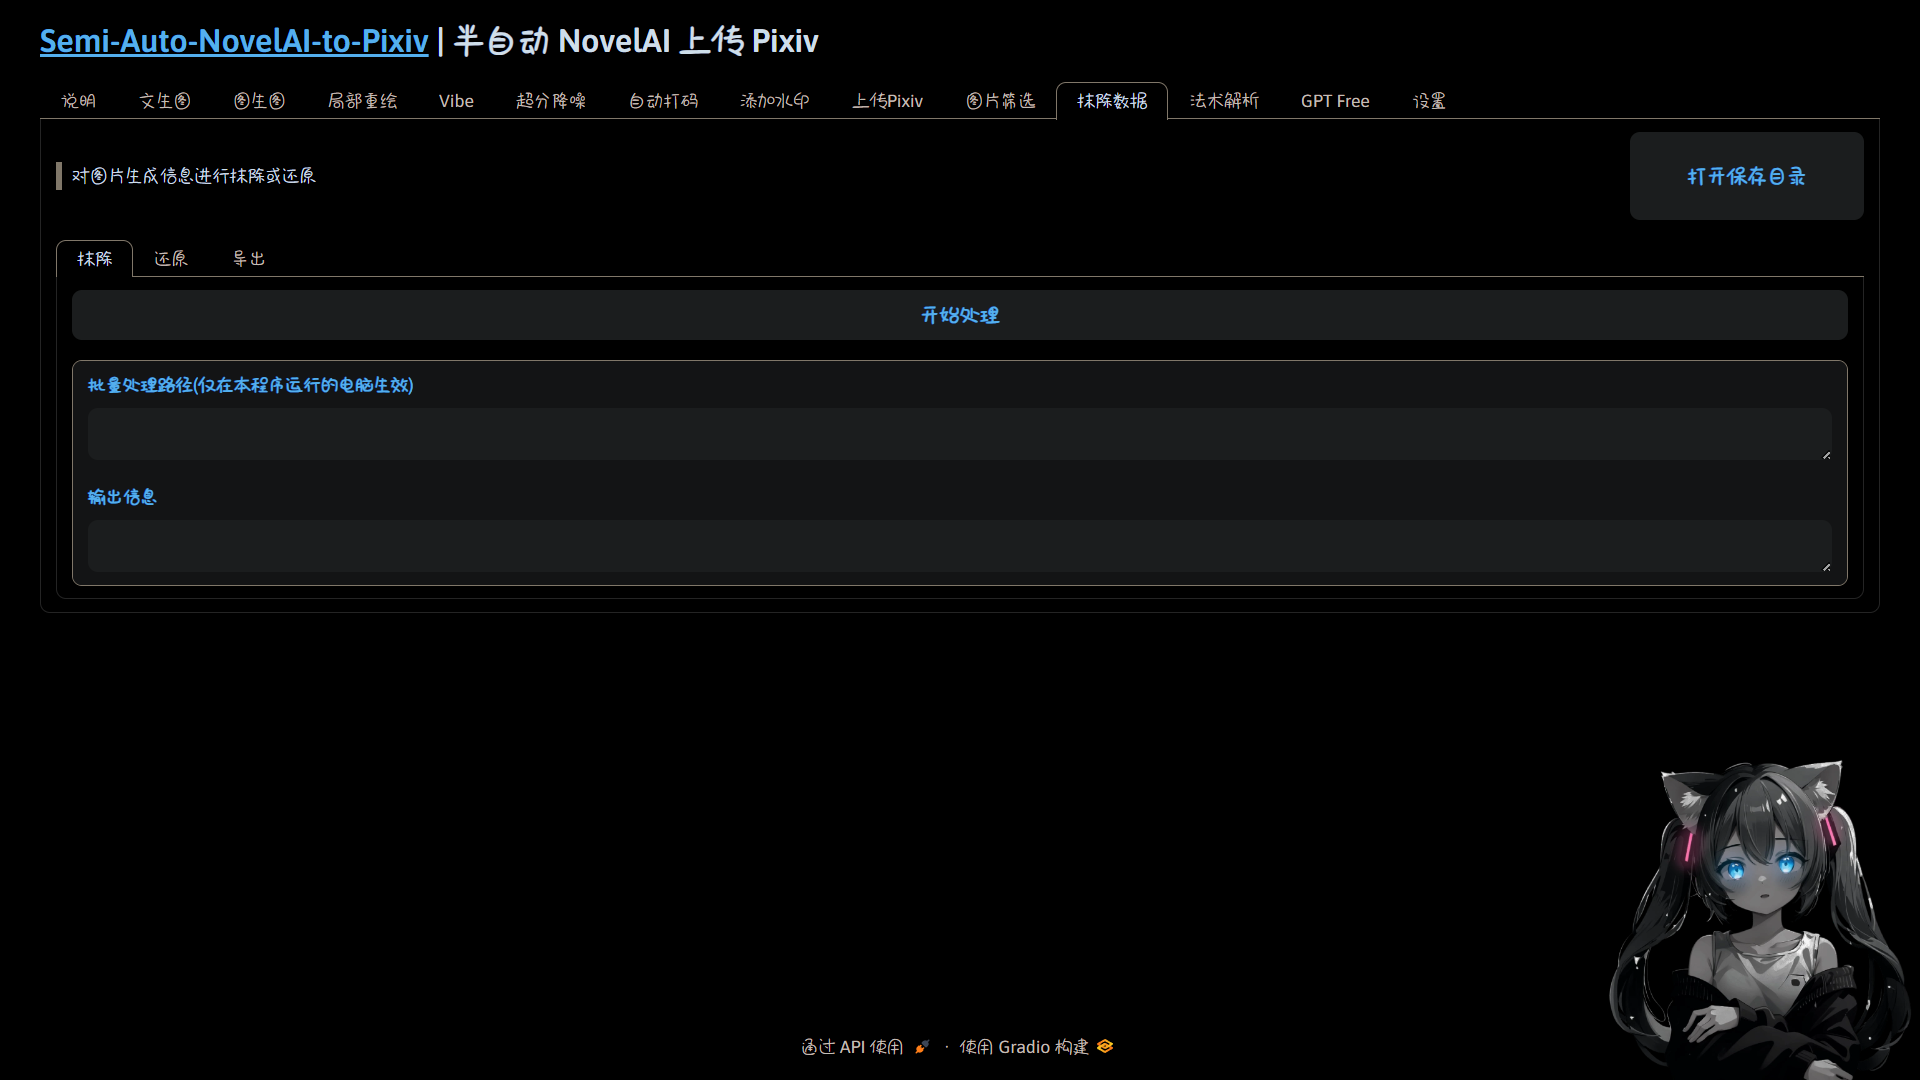 Semi-Auto-NovelAI-to-Pixiv | 半自动 NovelAI 上传 Pixiv
说明 文生图 图生图 局部重绘 Vibe 超分降噪 自动打码 添加水印 上传Pixiv 图片筛选 抹除数据 法术解析 GPT Free 设置
对图片生成信息进行抹除或还原
打开保存目录
抹除 还原 导出
开始处理
批量处理路径(仅在本程序运行的电脑生效)
输出信息
通过 API 使用 · 使用 Gradio 构建